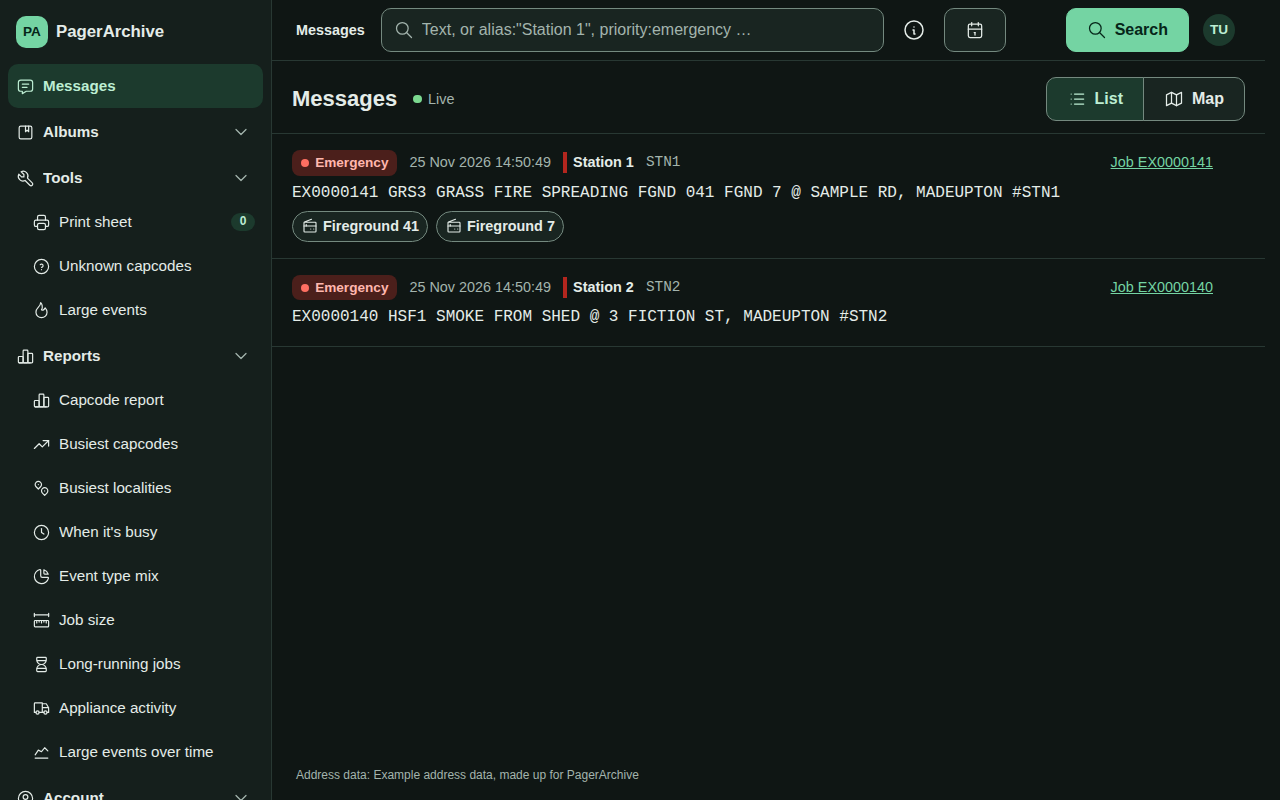 PA PagerArchive
Messages
Albums
Tools
Print sheet 0
Unknown capcodes
Large events
Reports
Capcode report
Busiest capcodes
Busiest localities
When it's busy
Event type mix
Job size
Long-running jobs
Appliance activity
Large events over time
Account
Messages Text, or alias:"Station 1", priority:emergency … Search TU
Messages Live List Map
Emergency 25 Nov 2026 14:50:49 Station 1 STN1 Job EX0000141
EX0000141 GRS3 GRASS FIRE SPREADING FGND 041 FGND 7 @ SAMPLE RD, MADEUPTON #STN1
Fireground 41 Fireground 7
Emergency 25 Nov 2026 14:50:49 Station 2 STN2 Job EX0000140
EX0000140 HSF1 SMOKE FROM SHED @ 3 FICTION ST, MADEUPTON #STN2
Address data: Example address data, made up for PagerArchive